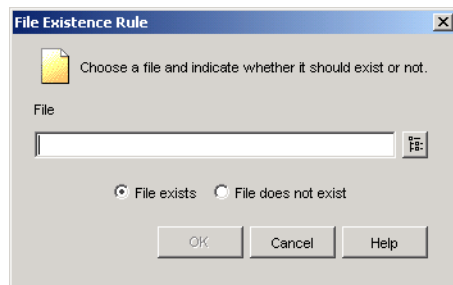 File Existence Rule
Choose a file and indicate whether it should exist or not.
File
File exists File does not exist
OK Cancel Help